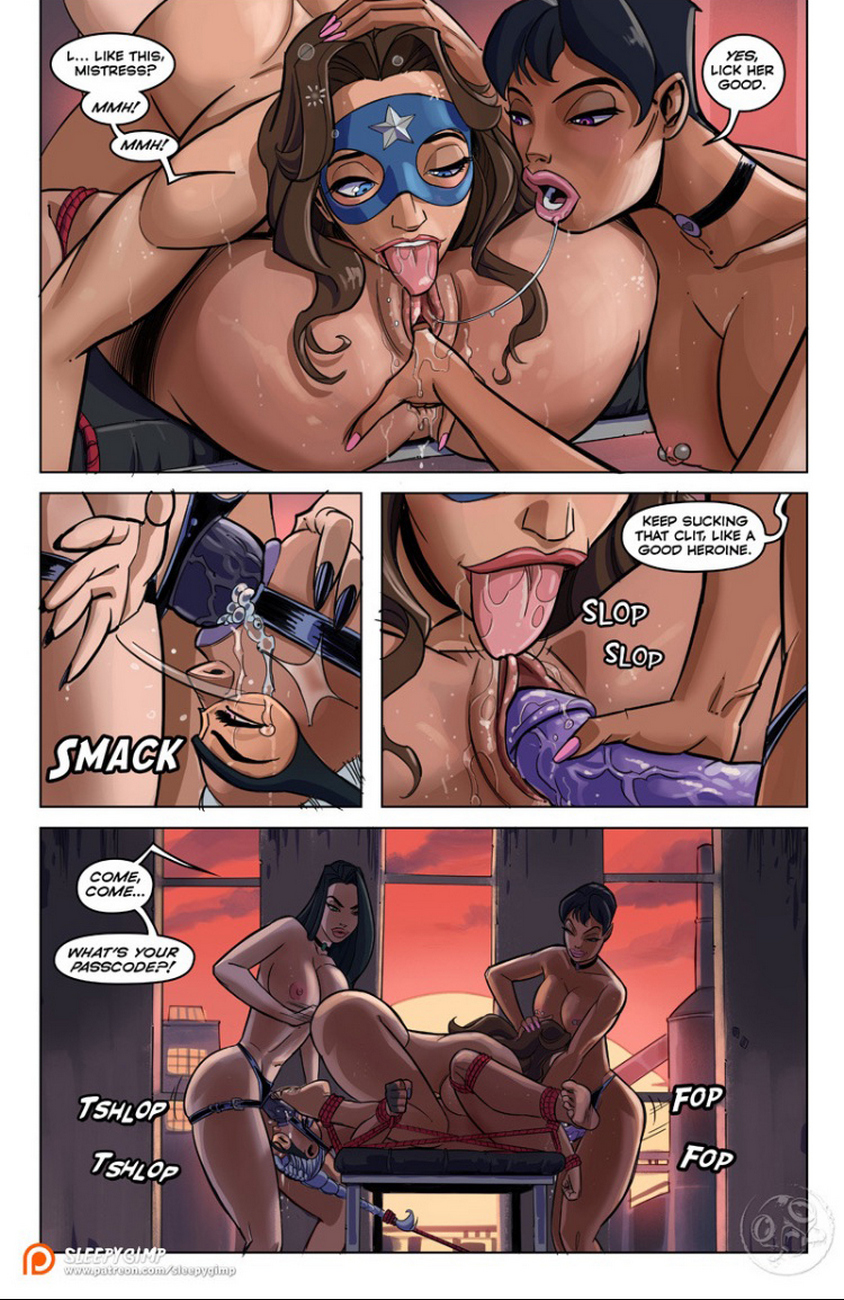 L... LIKE THIS,
MISTRESS?
MMH!
MMH!
YES,
LICK HER
GOOD.
SMACK
KEEP SUCKING
THAT CLIT, LIKE A
GOOD HEROINE.
SLOP
SLOP
COME,
COME...
WHAT'S YOUR
PASSCODE?!
TSHLOP
TSHLOP
FOP
FOP
SLEEPYGIMP
www.patreon.com/sleepygimp